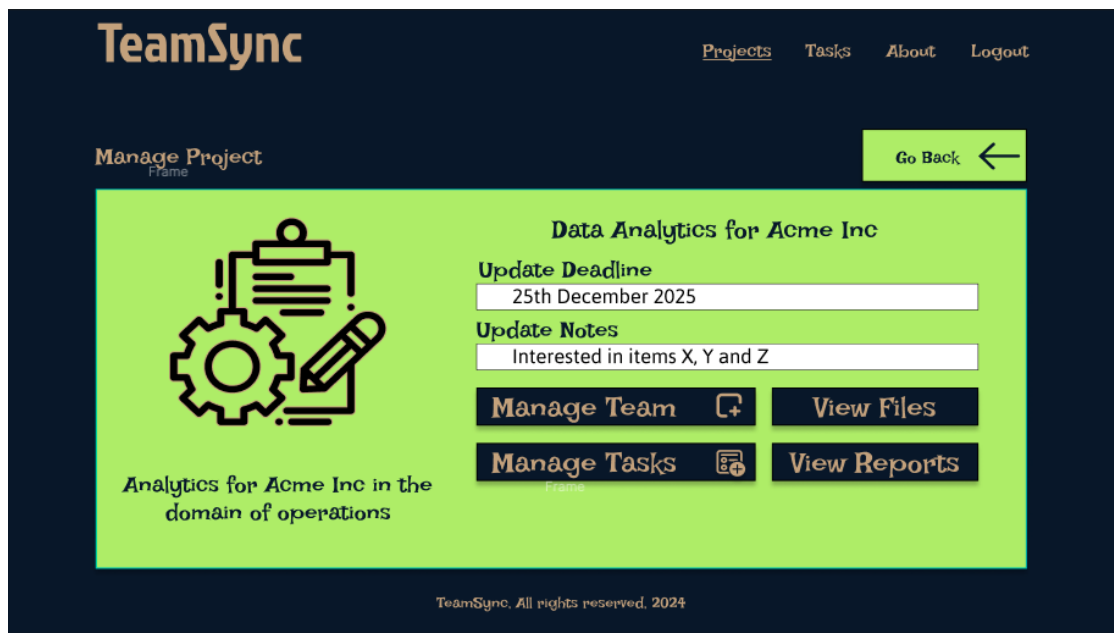 TeamSync
Projects Tasks About Logout
Manage Project
Frame
Go Back
Data Analytics for Acme Inc
Update Deadline
25th December 2025
Update Notes
Interested in items X, Y and Z
Manage Team
View Files
Manage Tasks
View Reports
Frame
Analytics for Acme Inc in the
domain of operations
TeamSync, All rights reserved, 2024